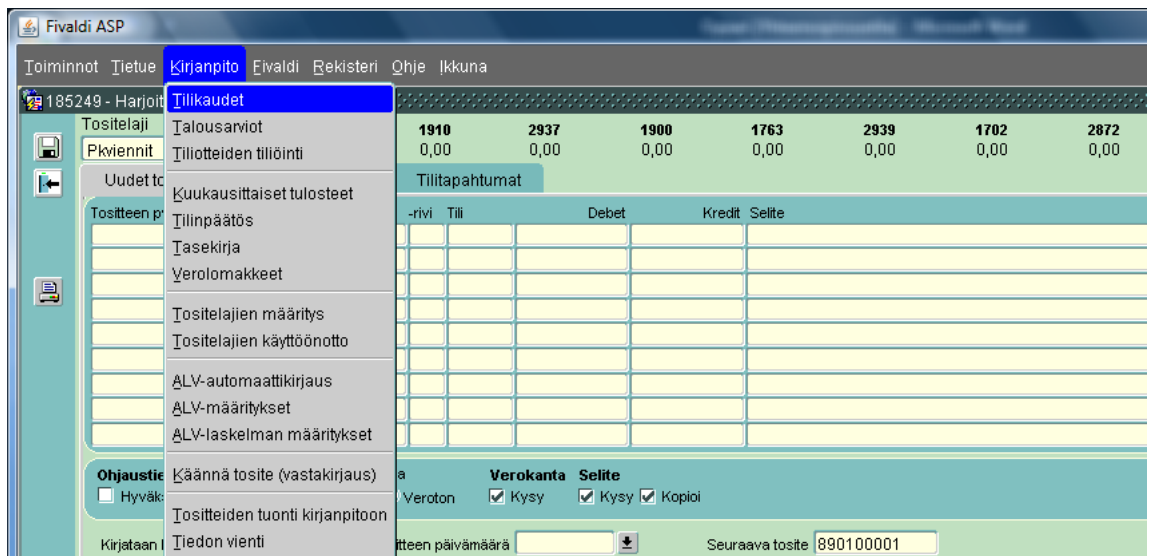 Fivaldi ASP
Toiminnot Tietue Kirjanpito Fivaldi Rekisteri Ohje Ikkuna
185249 - Harjoit
Tilikaudet
Talousarviot
Tiliotteiden tiliöinti
Kuukausittaiset tulosteet
Tilinpäätös
Tasekirja
Verolomakkeet
Tositelajien määritys
Tositelajien käyttöönotto
ALV-automaattikirjaus
ALV-määritykset
ALV-laskelman määritykset
Käännä tosite (vastakirjaus)
Tositteiden tuonti kirjanpitoon
Tiedon vienti
Tositelaji
Pkviennit
1910 2937 1900 1763 2939 1702 2872
0,00 0,00 0,00 0,00 0,00 0,00 0,00
Uudet to Tilitapahtumat
Tositteen p -rivi Tili Debet Kredit Selite
Ohjaustie a Verokanta Selite
Hyväk Veroton Kysy Kysy Kopioi
Kirjataan itteen päivämäärä Seuraava tosite 890100001